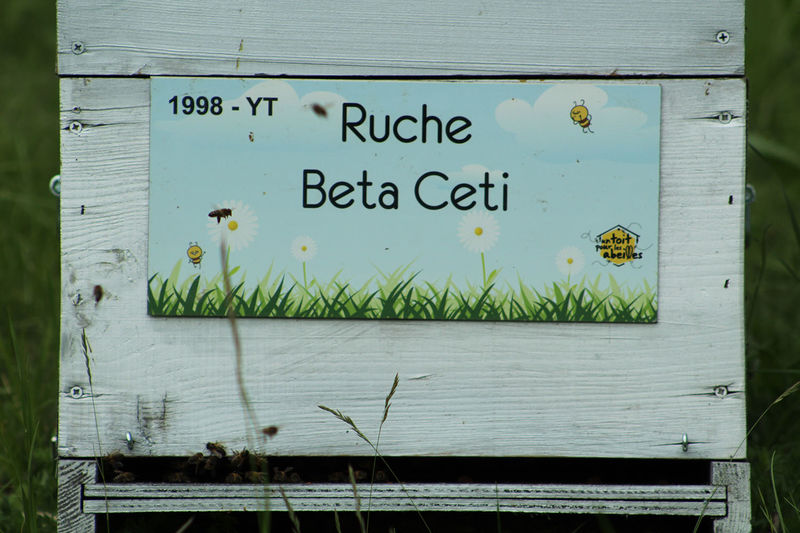 1998 - YT
Ruche
Beta Ceti
un toit
pour les
abeilles